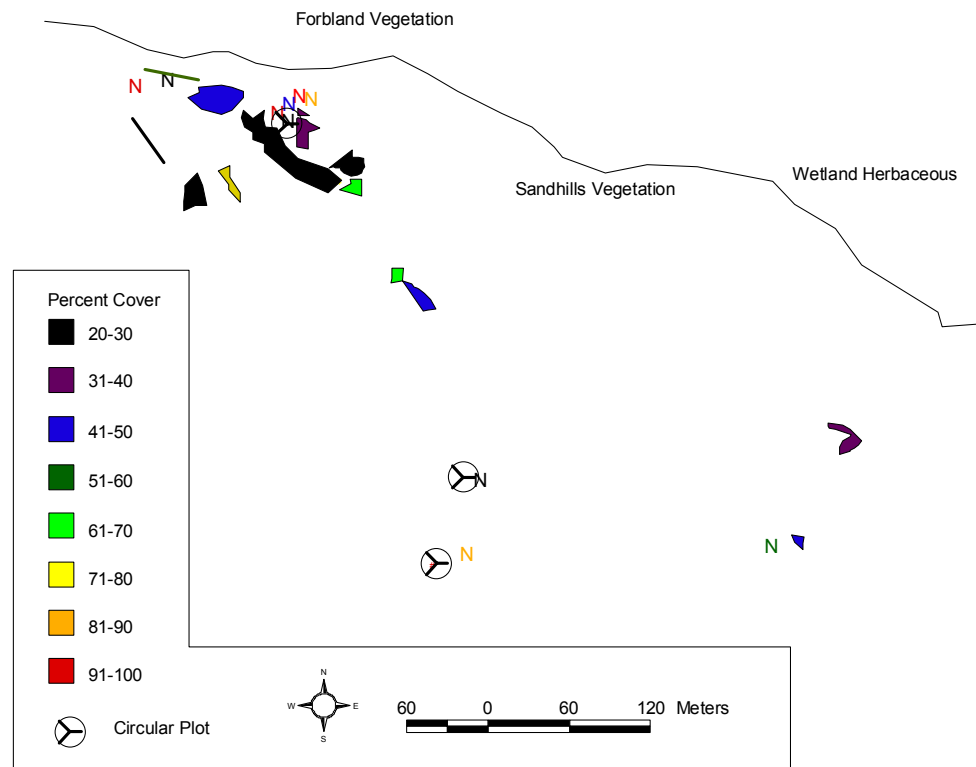 Forbland Vegetation
N
N
N
N
N
N
N
Wetland Herbaceous
Sandhills Vegetation
Percent Cover
20-30
31-40
41-50
51-60
61-70
71-80
81-90
91-100
Circular Plot
N
N
N
N
W E
S
60 0 60 120 Meters